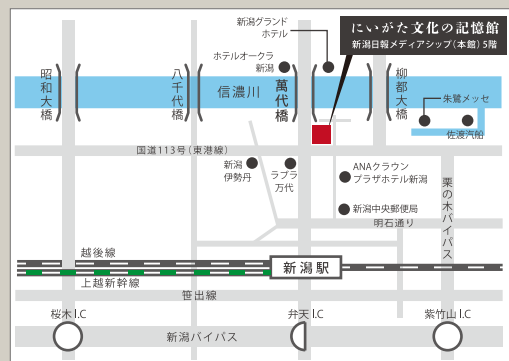 新潟グランド
ホテル
にいがた文化の記憶館
新潟日報メディアシップ(本館)5階
ホテルオークラ
新潟
昭和大橋
八千代橋
信濃川
萬代橋
柳都大橋
朱鷺メッセ
佐渡汽船
国道113号(東港線)
新潟
伊勢丹
ラブラ
万代
ANAクラウン
プラザホテル新潟
新潟中央郵便局
明石通り
栗の木バイパス
越後線
新潟駅
上越新幹線
笹出線
桜木I.C
弁天I.C
紫竹山I.C
新潟バイパス